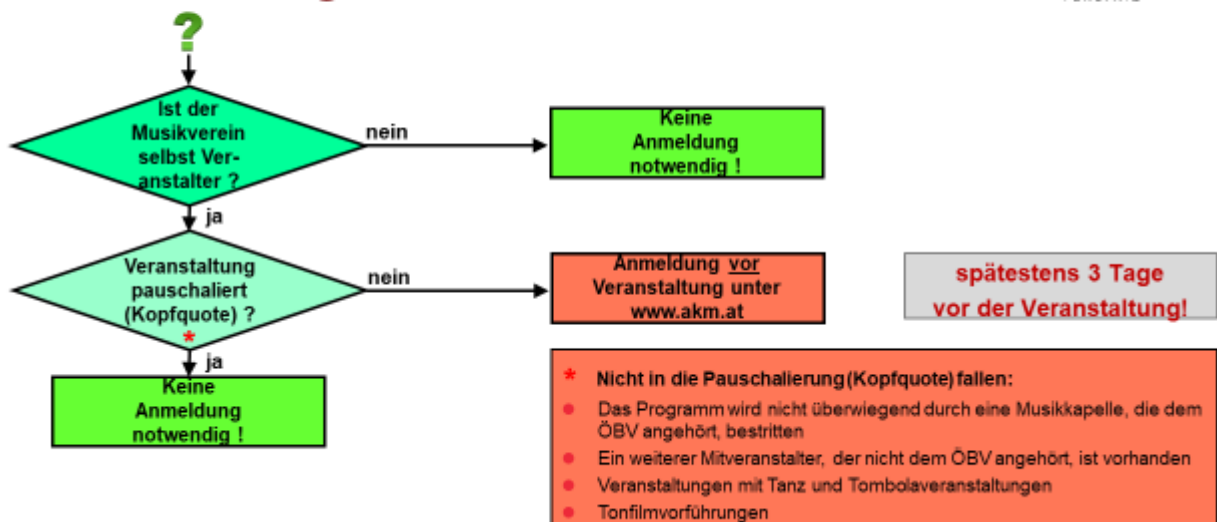 ?
Ist der
Musikverein
selbst Ver-
anstalter ?
nein
Keine
Anmeldung
notwendig !
ja
Veranstaltung
pauschaliert
(Kopfquote) ?
*
nein
Anmeldung vor
Veranstaltung unter
www.akm.at
spätestens 3 Tage
vor der Veranstaltung!
ja
Keine
Anmeldung
notwendig !
* Nicht in die Pauschalierung (Kopfquote) fallen:
● Das Programm wird nicht überwiegend durch eine Musikkapelle, die dem
ÖBV angehört, bestritten
● Ein weiterer Mitveranstalter, der nicht dem ÖBV angehört, ist vorhanden
● Veranstaltungen mit Tanz und Tombolaveranstaltungen
● Tonfilmvorführungen